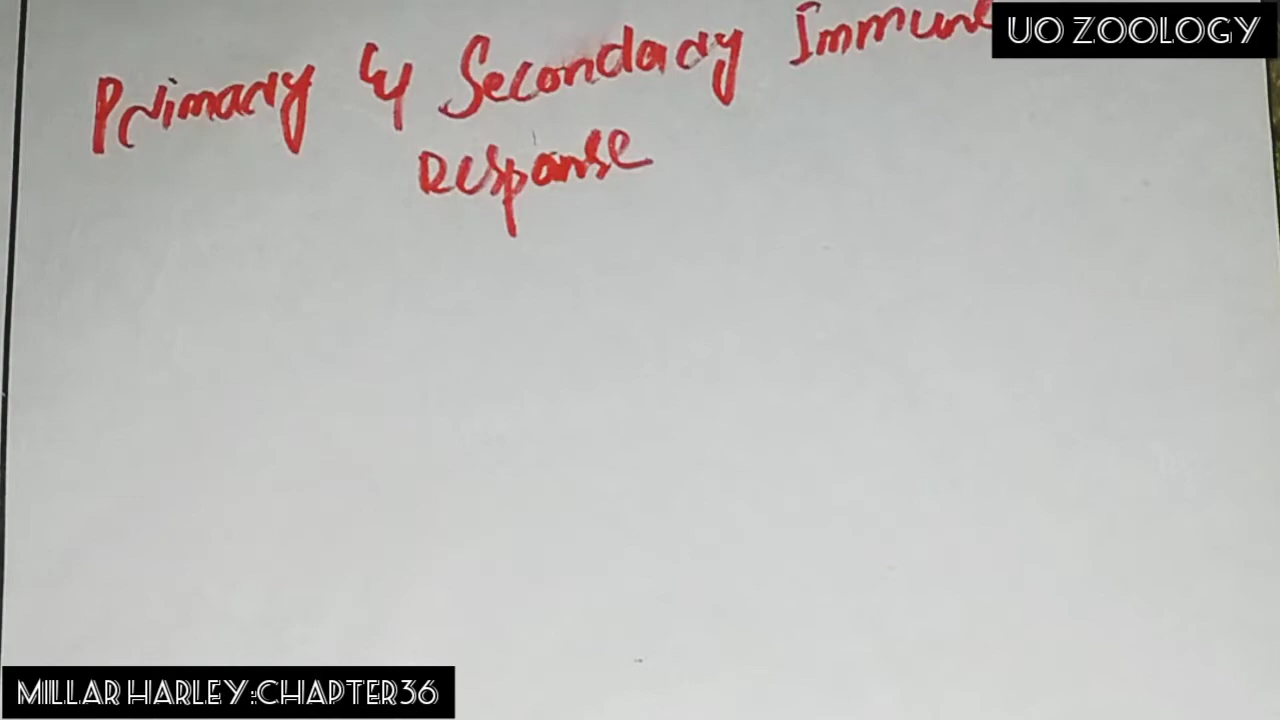 UO ZOOLOGY
Primary & Secondary Immune
Response
MILLAR HARLEY:CHAPTER36